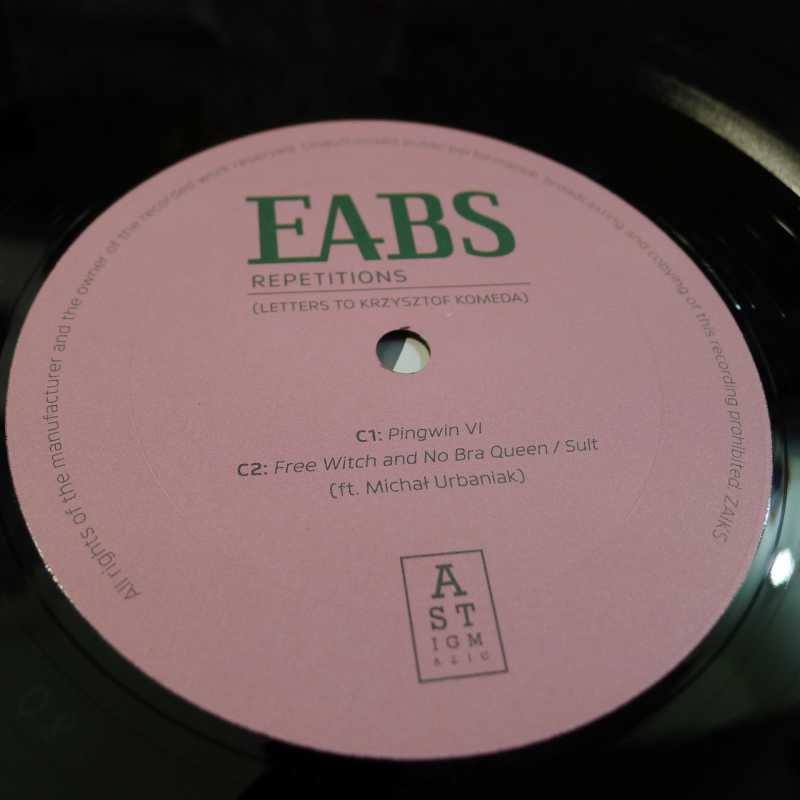 EABS
REPETITIONS
(LETTERS TO KRZYSZTOF KOMEDA)
C1: Pingwin VI
C2: Free Witch and No Bra Queen / Sult
(ft. Michał Urbaniak)
A
ST
IGM
ATIC
All rights of the manufacturer and the owner of the recorded work reserved. Unauthorised public performance, broadcasting and copying of this recording prohibited. ZAIKS